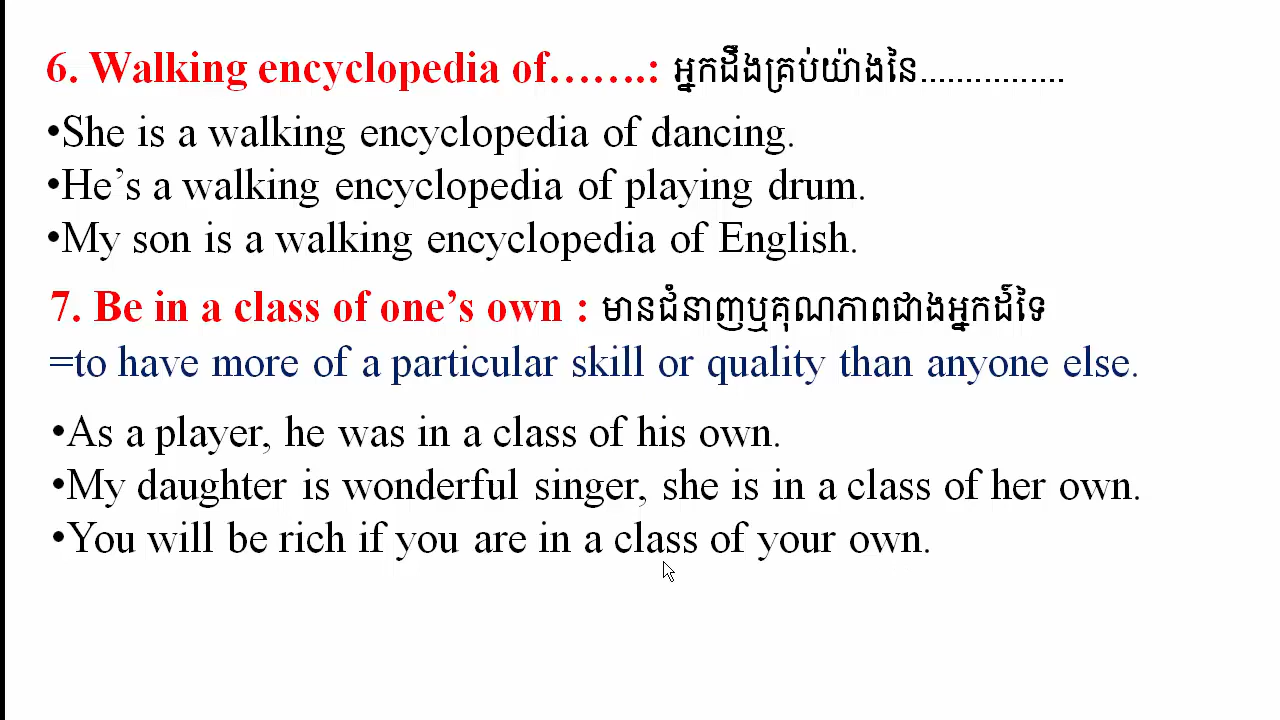 6. Walking encyclopedia of…….: អ្នកដឹងគ្រប់យ៉ាងនៃ................
•She is a walking encyclopedia of dancing.
•He’s a walking encyclopedia of playing drum.
•My son is a walking encyclopedia of English.
7. Be in a class of one’s own : មានជំនាញឬគុណភាពជាងអ្នកដ៍ទៃ
=to have more of a particular skill or quality than anyone else.
•As a player, he was in a class of his own.
•My daughter is wonderful singer, she is in a class of her own.
•You will be rich if you are in a class of your own.